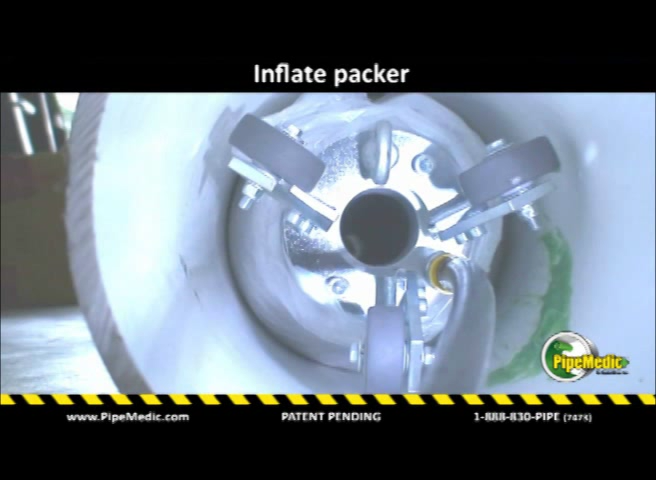 Inflate packer
PipeMedic
www.PipeMedic.com
PATENT PENDING
1-888-830-PIPE (7473)